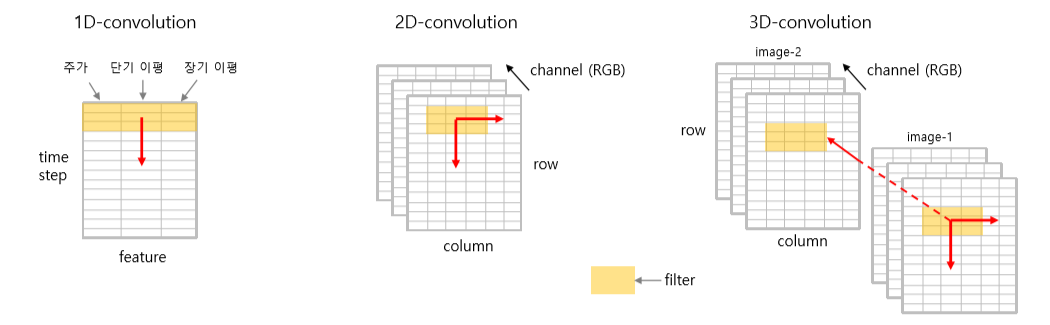 1D-convolution
주가 단기 이평 장기 이평
time
step
feature
2D-convolution
channel (RGB)
row
column
3D-convolution
image-2
channel (RGB)
row
column
image-1
filter